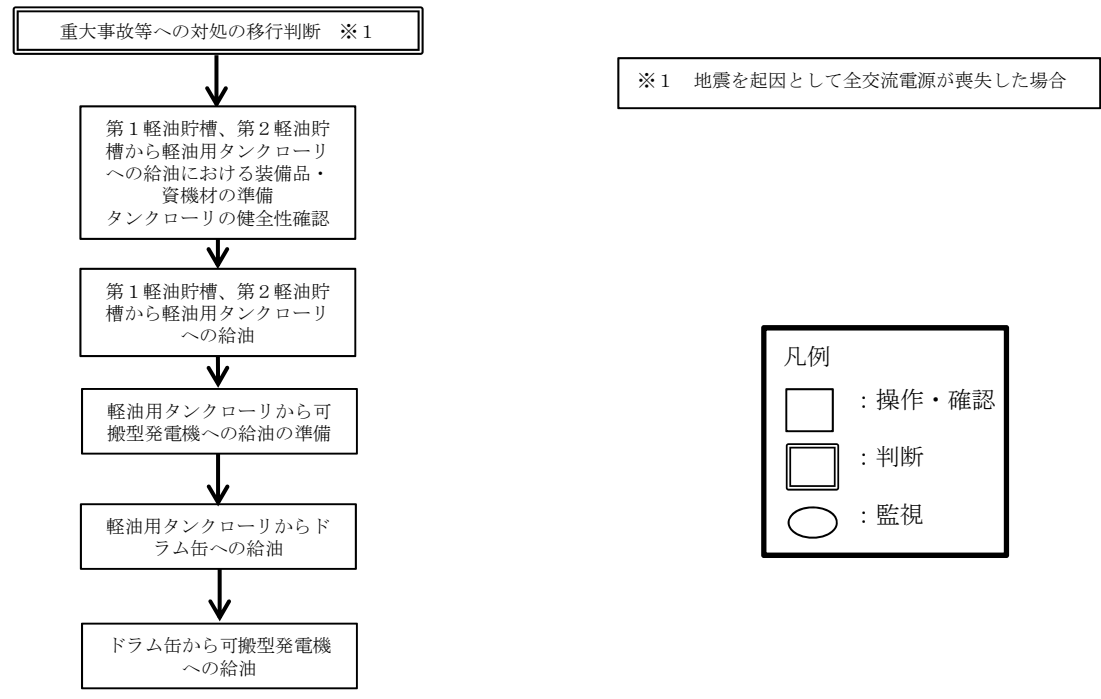 重大事故等への対処の移行判断　※１
※１　地震を起因として全交流電源が喪失した場合
第１軽油貯槽、第２軽油貯
槽から軽油用タンクローリ
への給油における装備品・
資機材の準備
タンクローリの健全性確認
第１軽油貯槽、第２軽油貯
槽から軽油用タンクローリ
への給油
軽油用タンクローリから可
搬型発電機への給油の準備
軽油用タンクローリからド
ラム缶への給油
ドラム缶から可搬型発電機
への給油
凡例
：操作・確認
：判断
：監視